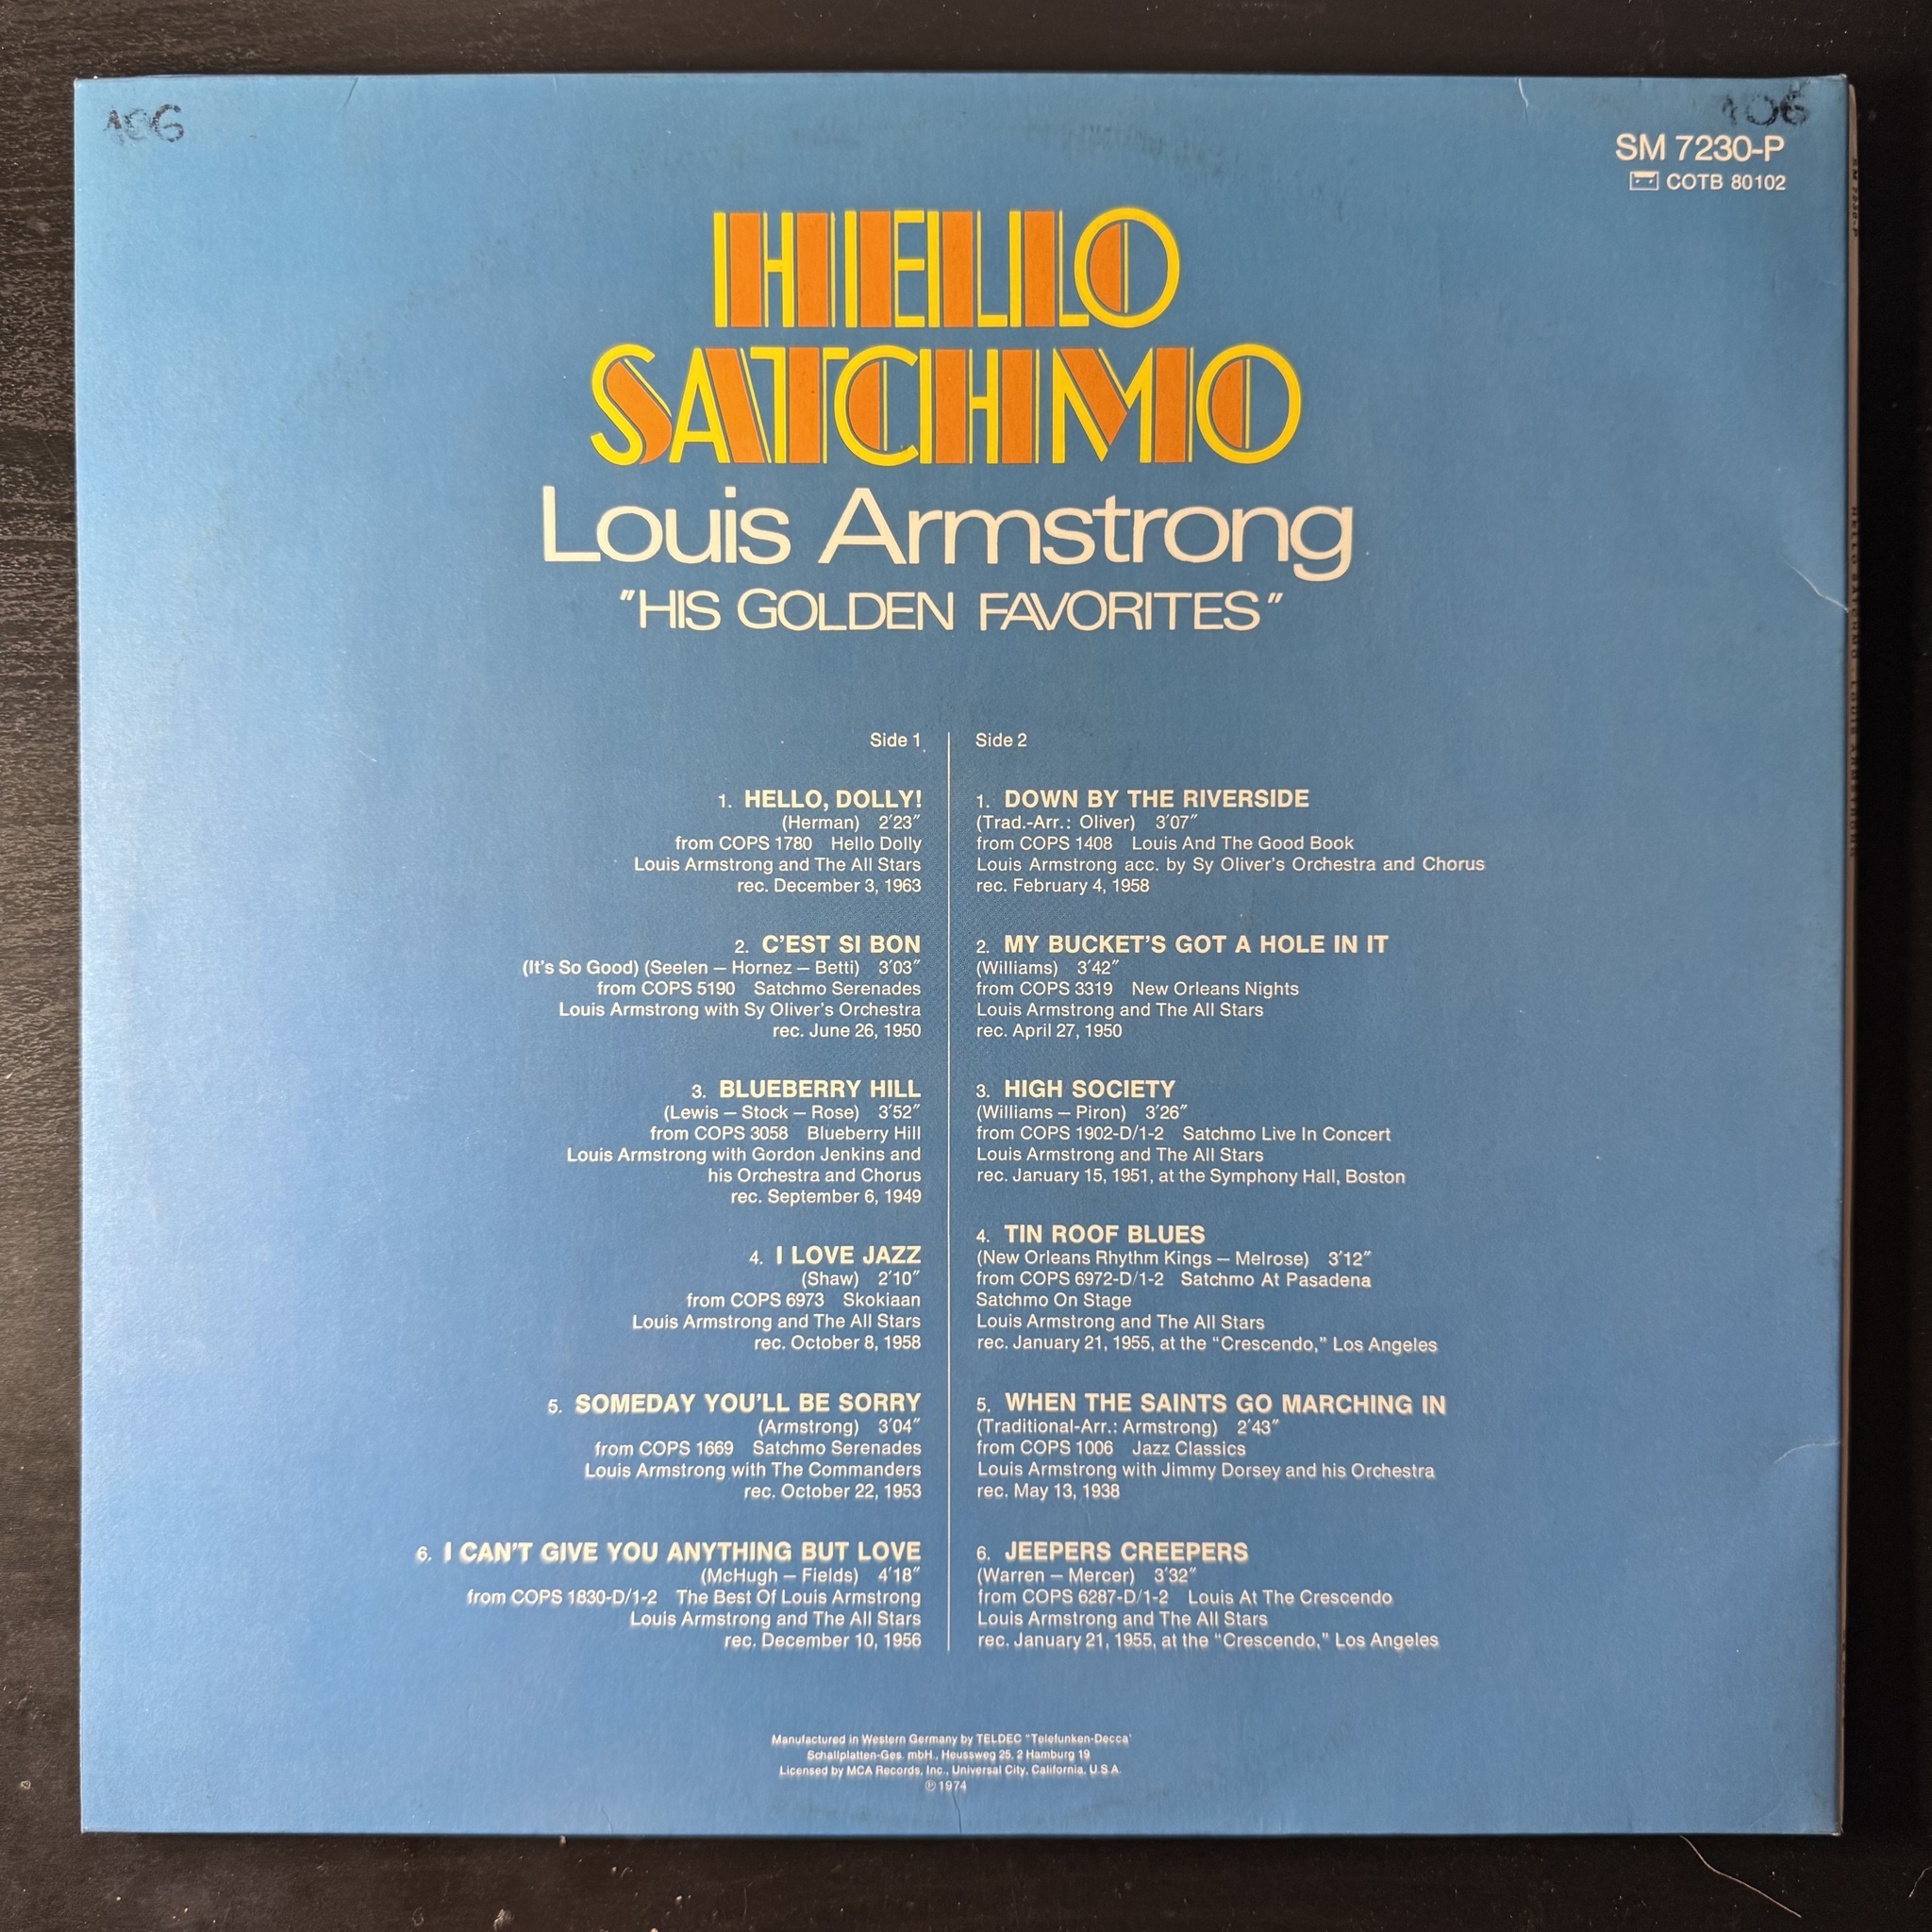 106
106
SM 7230-P
COTB 80102
HELLO
SATCHMO
Louis Armstrong
"HIS GOLDEN FAVORITES"
Side 1
1. HELLO, DOLLY!
(Herman) 2'23"
from COPS 1780 Hello Dolly
Louis Armstrong and The All Stars
rec. December 3, 1963
2. C'EST SI BON
(It's So Good) (Seelen – Hornez – Betti) 3'03"
from COPS 5190 Satchmo Serenades
Louis Armstrong with Sy Oliver's Orchestra
rec. June 26, 1950
3. BLUEBERRY HILL
(Lewis – Stock – Rose) 3'52"
from COPS 3058 Blueberry Hill
Louis Armstrong with Gordon Jenkins and
his Orchestra and Chorus
rec. September 6, 1949
4. I LOVE JAZZ
(Shaw) 2'10"
from COPS 6973 Skokiaan
Louis Armstrong and The All Stars
rec. October 8, 1958
5. SOMEDAY YOU'LL BE SORRY
(Armstrong) 3'04"
from COPS 1669 Satchmo Serenades
Louis Armstrong with The Commanders
rec. October 22, 1953
6. I CAN'T GIVE YOU ANYTHING BUT LOVE
(McHugh – Fields) 4'18"
from COPS 1830-D/1-2 The Best Of Louis Armstrong
Louis Armstrong and The All Stars
rec. December 10, 1956
Side 2
1. DOWN BY THE RIVERSIDE
(Trad.-Arr.: Oliver) 3'07"
from COPS 1408 Louis And The Good Book
Louis Armstrong acc. by Sy Oliver's Orchestra and Chorus
rec. February 4, 1958
2. MY BUCKET'S GOT A HOLE IN IT
(Williams) 3'42"
from COPS 3319 New Orleans Nights
Louis Armstrong and The All Stars
rec. April 27, 1950
3. HIGH SOCIETY
(Williams – Piron) 3'26"
from COPS 1902-D/1-2 Satchmo Live In Concert
Louis Armstrong and The All Stars
rec. January 15, 1951, at the Symphony Hall, Boston
4. TIN ROOF BLUES
(New Orleans Rhythm Kings – Melrose) 3'12"
from COPS 6972-D/1-2 Satchmo At Pasadena
Satchmo On Stage
Louis Armstrong and The All Stars
rec. January 21, 1955, at the "Crescendo," Los Angeles
5. WHEN THE SAINTS GO MARCHING IN
(Traditional-Arr.: Armstrong) 2'43"
from COPS 1006 Jazz Classics
Louis Armstrong with Jimmy Dorsey and his Orchestra
rec. May 13, 1938
6. JEEPERS CREEPERS
(Warren – Mercer) 3'32"
from COPS 6287-D/1-2 Louis At The Crescendo
Louis Armstrong and The All Stars
rec. January 21, 1955, at the "Crescendo," Los Angeles
Manufactured in Western Germany by TELDEC "Telefunken-Decca"
Schallplatten-Ges. mbH., Heussweg 25, 2 Hamburg 19
Licensed by MCA Records, Inc., Universal City, California, U.S.A.
℗ 1974
SM 7230-P
HELLO SATCHMO · LOUIS ARMSTRONG